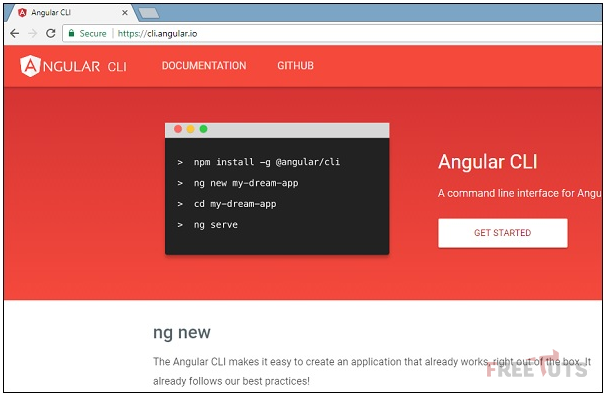 Angular CLI
Secure | https://cli.angular.io
ANGULAR CLI DOCUMENTATION GITHUB
> npm install -g @angular/cli
> ng new my-dream-app
> cd my-dream-app
> ng serve
Angular CLI
A command line interface for Angu
GET STARTED
ng new
The Angular CLI makes it easy to create an application that already works, right out of the box. It
already follows our best practices!
FREETUTS